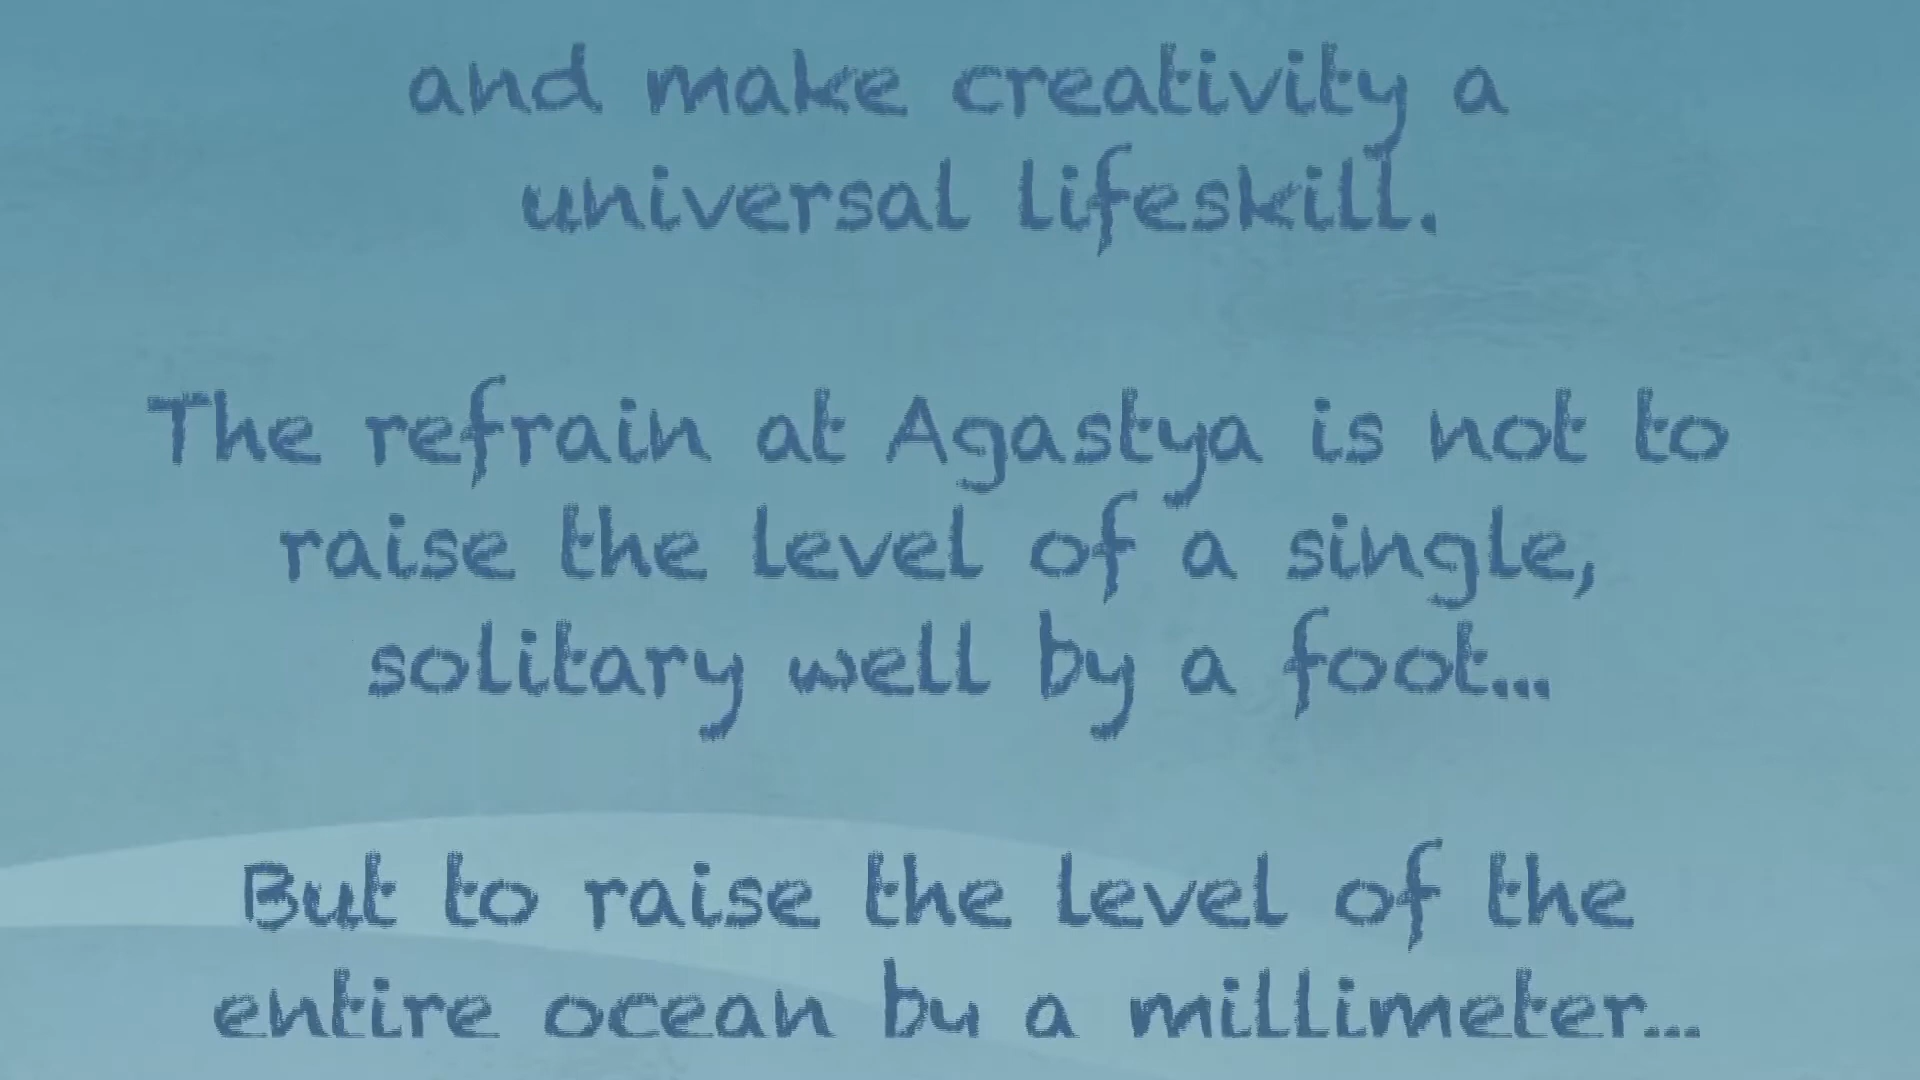 and make creativity a
universal lifeskill.
The refrain at Agastya is not to
raise the level of a single,
solitary well by a foot...
But to raise the level of the
entire ocean by a millimeter...